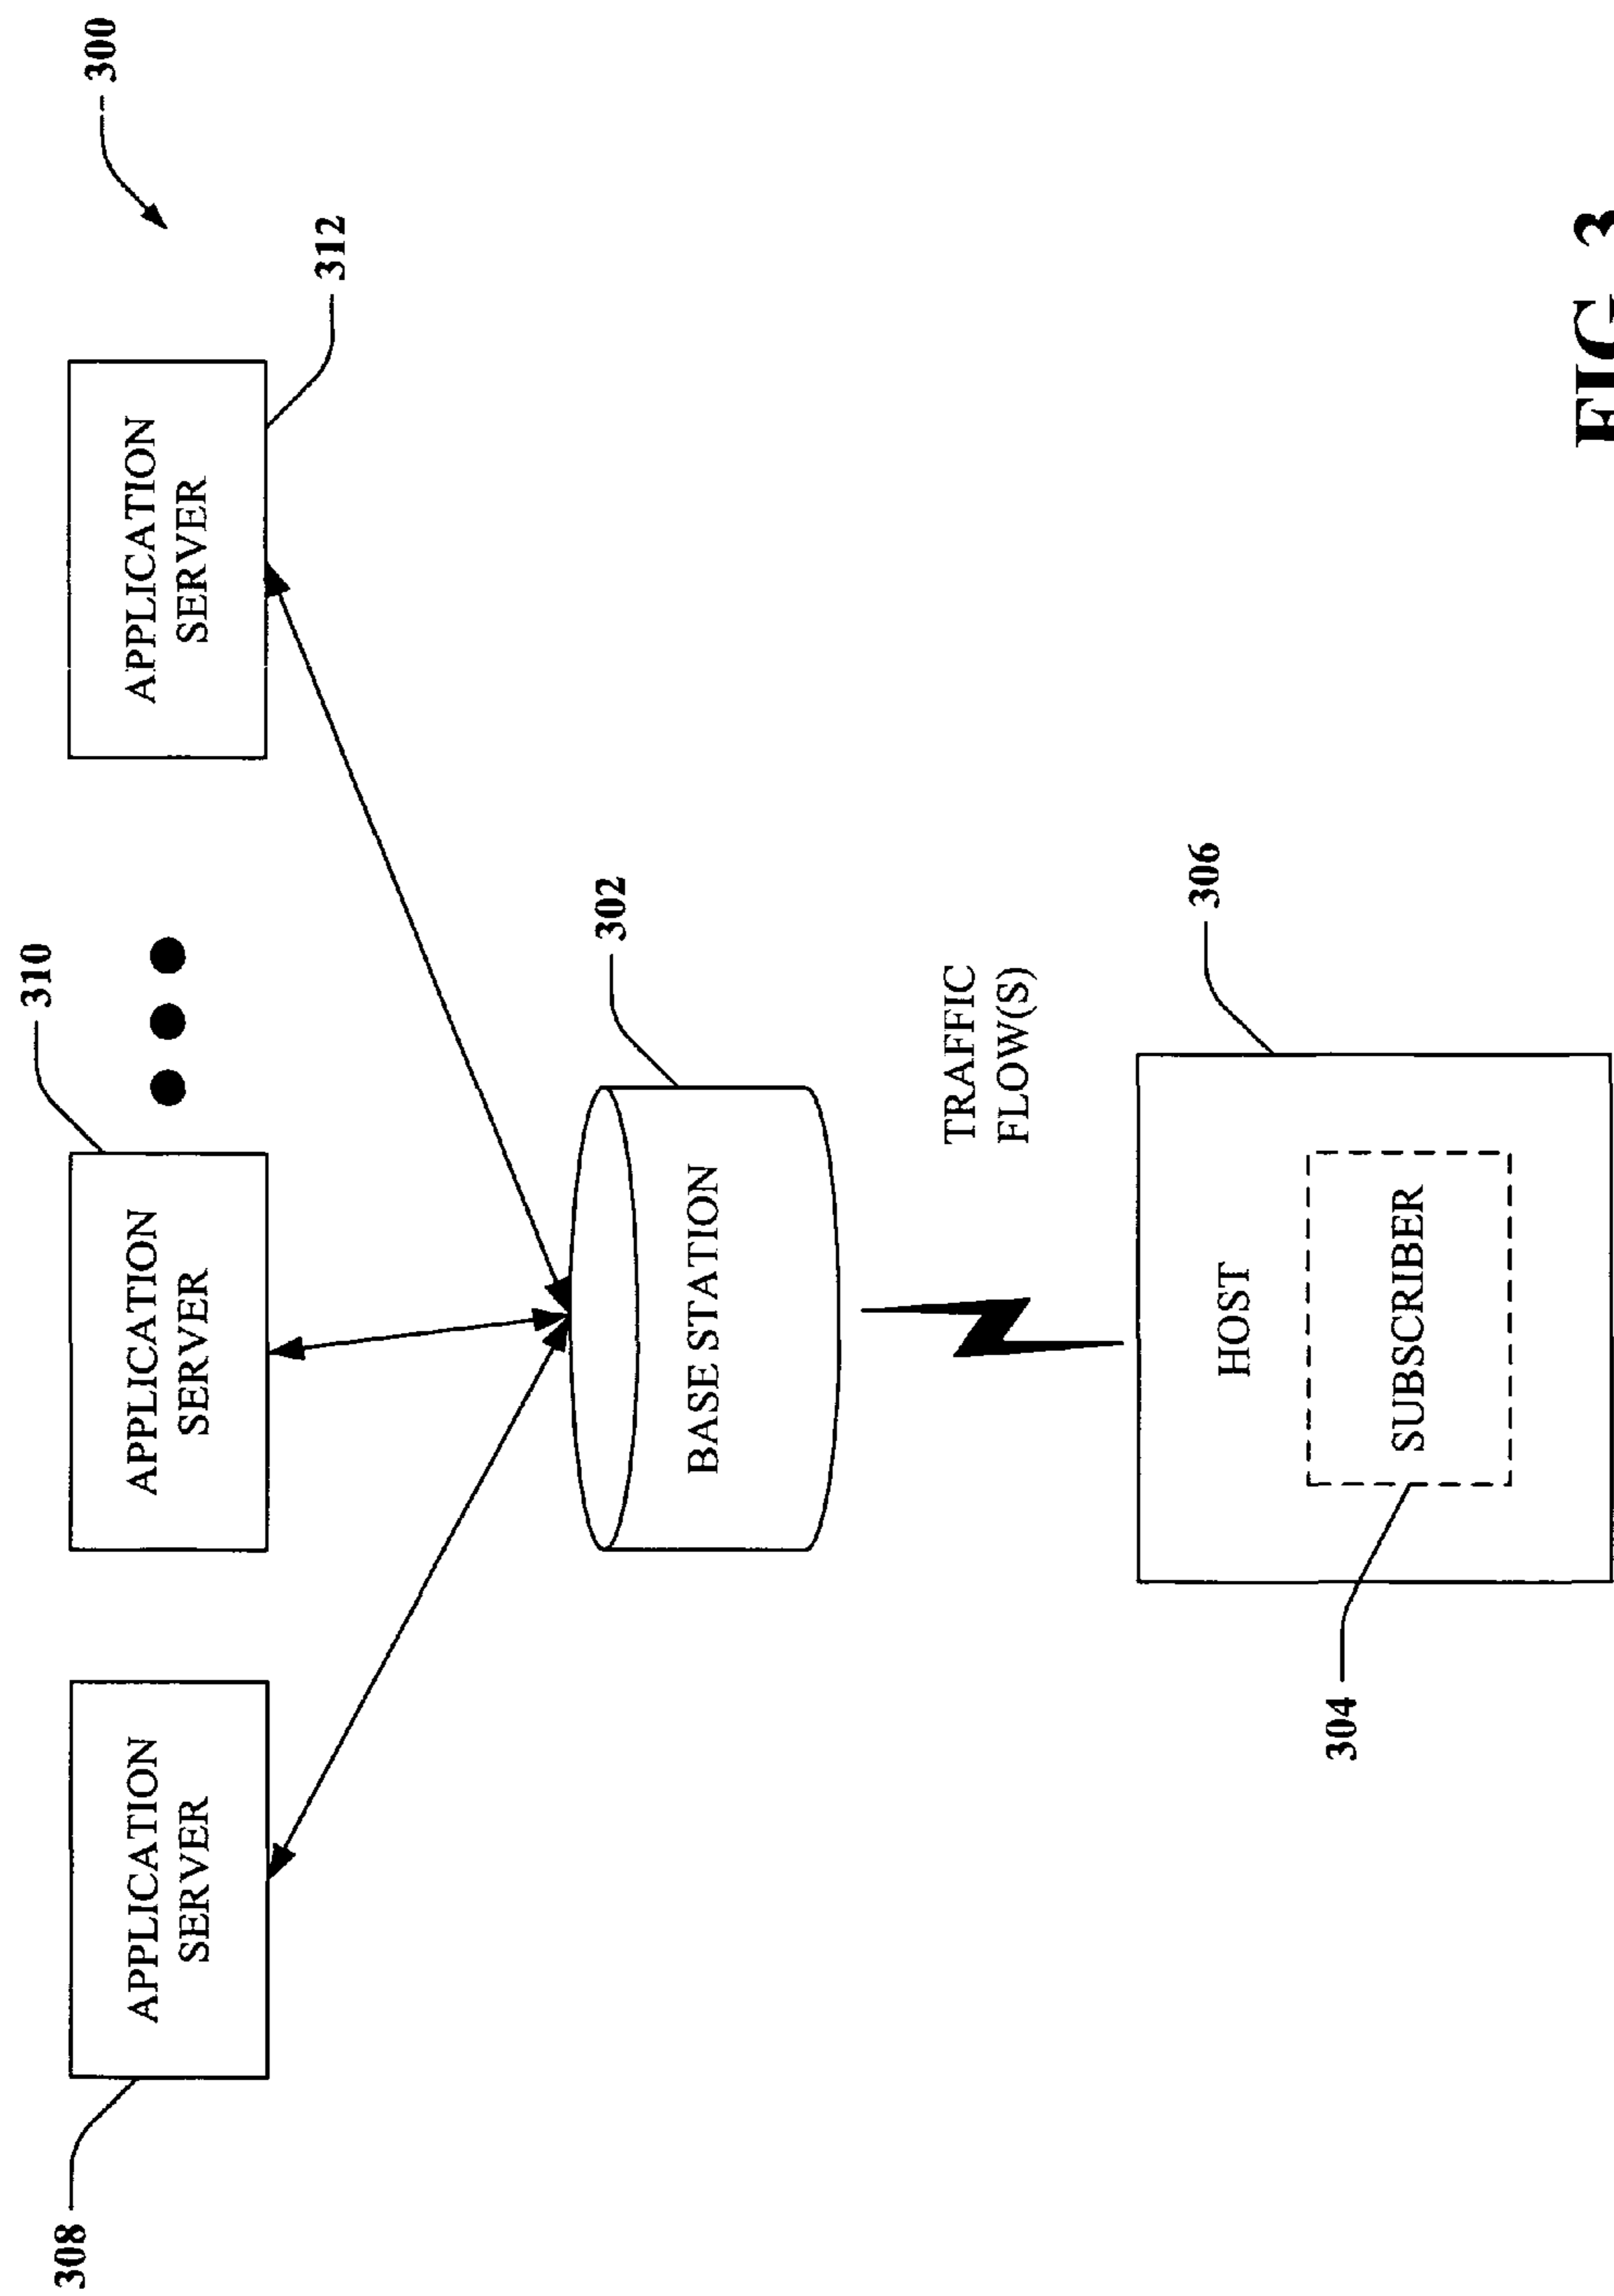 310
308
300
APPLICATION
SERVER
APPLICATION
SERVER
APPLICATION
SERVER
312
302
BASE STATION
TRAFFIC
FLOW(S)
306
HOST
304
SUBSCRIBER
FIG. 3